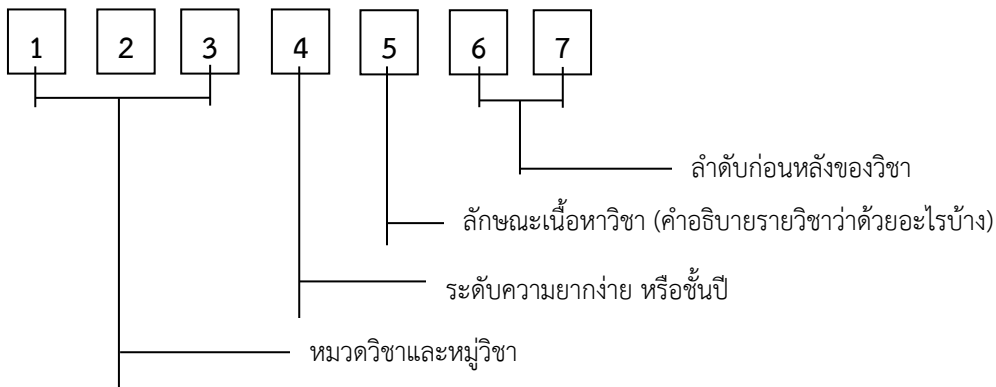 1 2 3 4 5 6 7
ลำดับก่อนหลังของวิชา
ลักษณะเนื้อหาวิชา (คำอธิบายรายวิชาว่าด้วยอะไรบ้าง)
ระดับความยากง่าย หรือชั้นปี
หมวดวิชาและหมู่วิชา